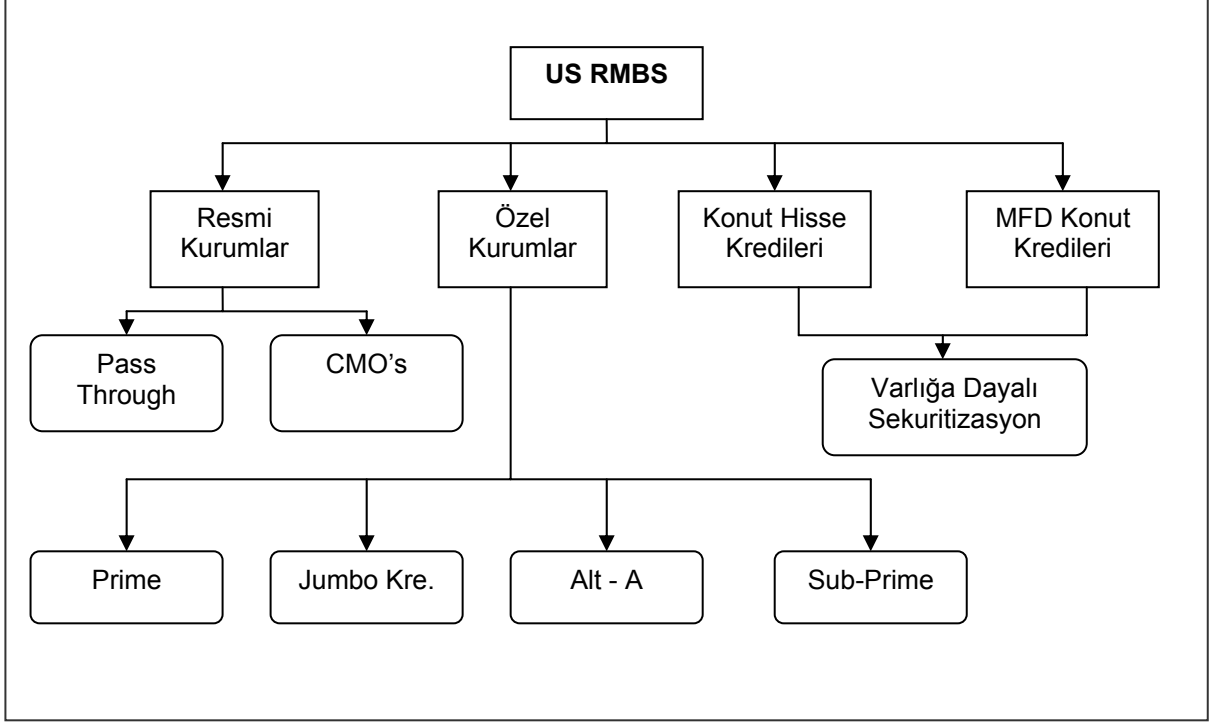 US RMBS
Resmi
Kurumlar
Özel
Kurumlar
Konut Hisse
Kredileri
MFD Konut
Kredileri
Pass
Through
CMO’s
Varlığa Dayalı
Sekuritizasyon
Prime
Jumbo Kre.
Alt - A
Sub-Prime